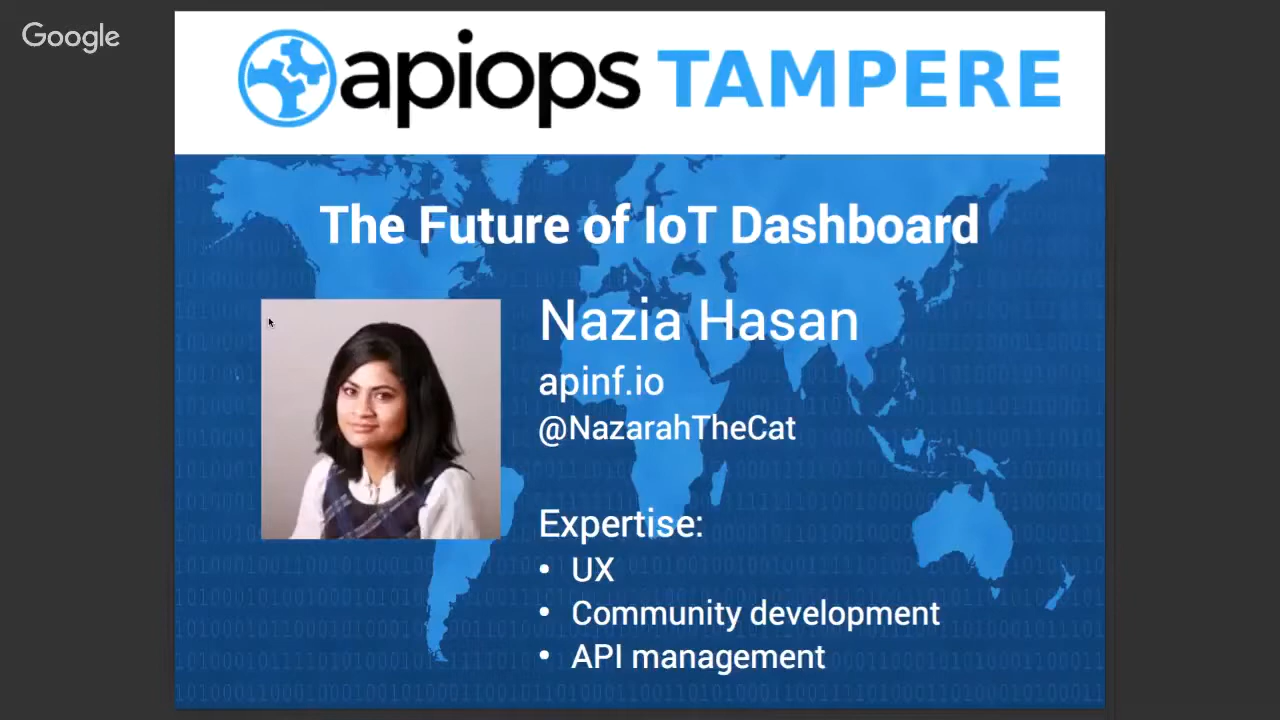 Google
apiops TAMPERE
The Future of IoT Dashboard
Nazia Hasan
apinf.io
@NazarahTheCat
Expertise:
• UX
• Community development
• API management